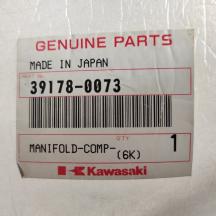 GENUINE PARTS
MADE IN JAPAN
39178-0073
QTY
MANIFOLD-COMP-(6K) 1
Kawasaki